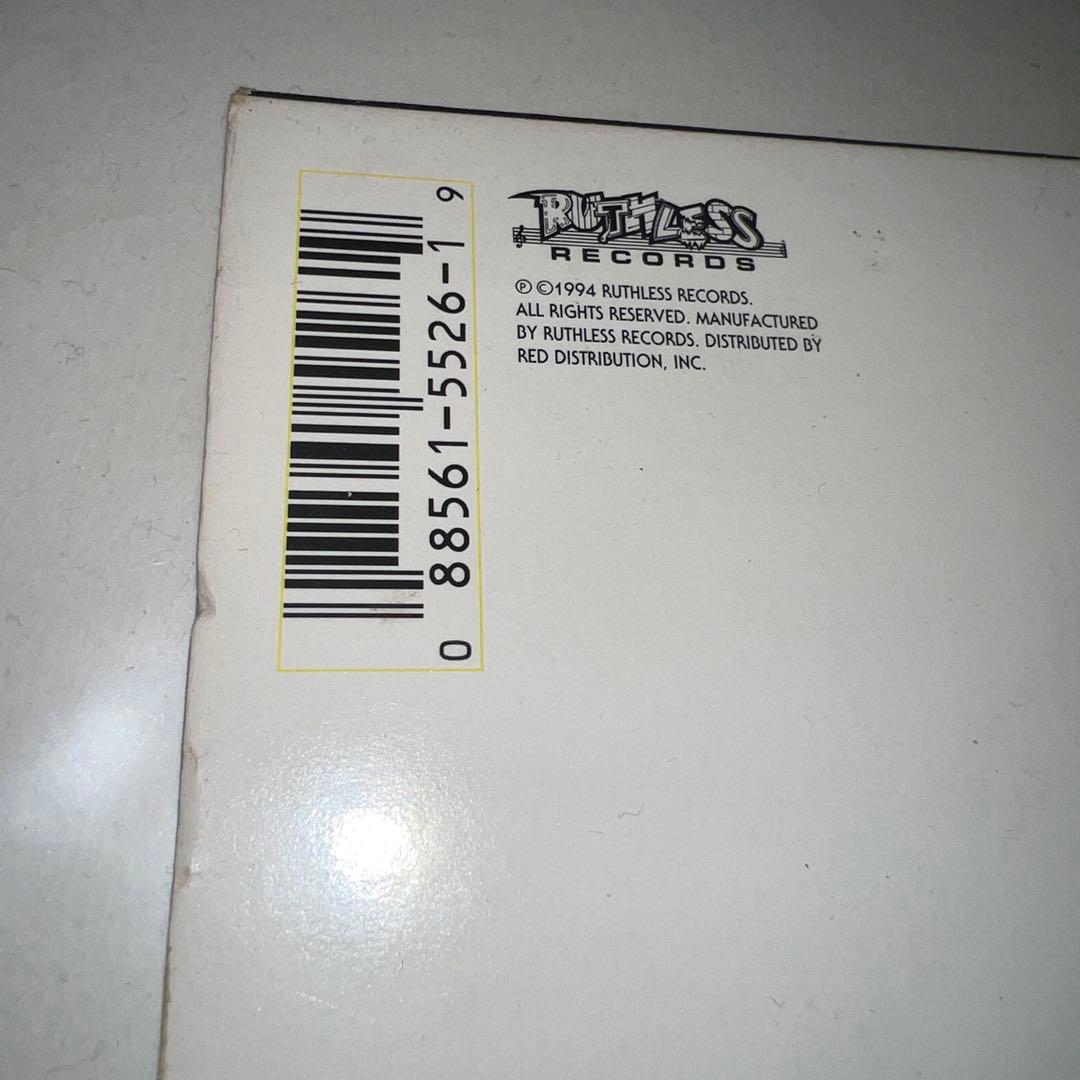 0 88561-5526-1 9
RUTHLESS
RECORDS
℗ ©1994 RUTHLESS RECORDS.
ALL RIGHTS RESERVED. MANUFACTURED
BY RUTHLESS RECORDS. DISTRIBUTED BY
RED DISTRIBUTION, INC.